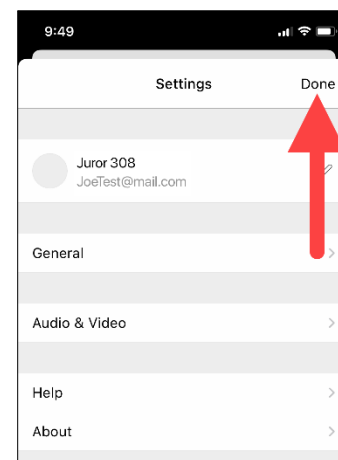 9:49
Settings
Done
Juror 308
JoeTest@mail.com
General
Audio & Video
Help
About